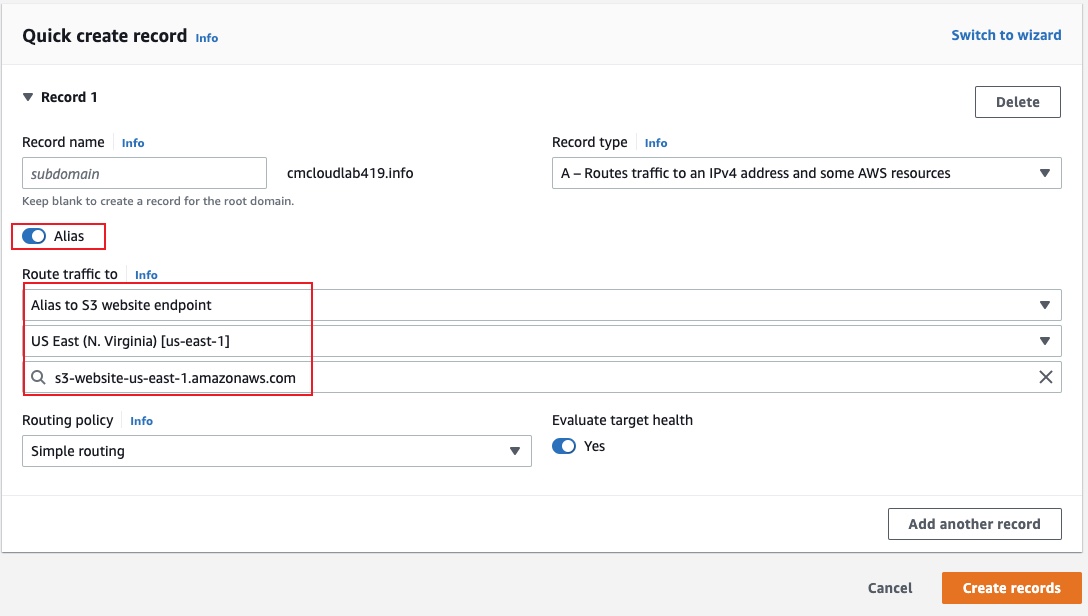 Quick create record Info
Switch to wizard
Record 1
Delete
Record name Info
Record type Info
subdomain
cmcloudlab419.info
A – Routes traffic to an IPv4 address and some AWS resources
Keep blank to create a record for the root domain.
Alias
Route traffic to Info
Alias to S3 website endpoint
US East (N. Virginia) [us-east-1]
s3-website-us-east-1.amazonaws.com
Routing policy Info
Evaluate target health
Simple routing
Yes
Add another record
Cancel
Create records